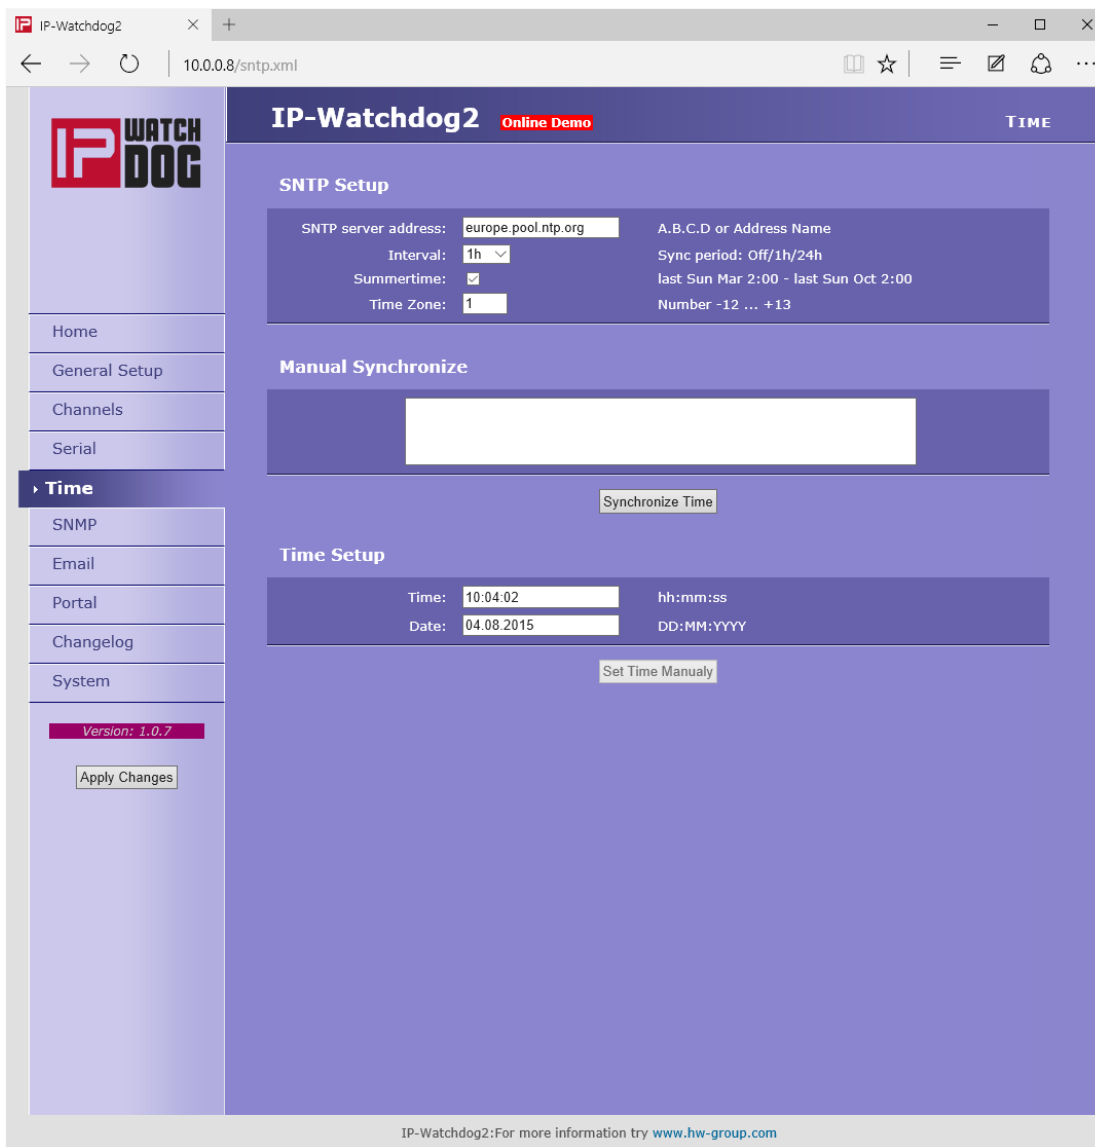 IP-Watchdog2
10.0.0.8/sntp.xml
IP WATCH DOG
IP-Watchdog2 Online Demo TIME
SNTP Setup
SNTP server address: europe.pool.ntp.org A.B.C.D or Address Name
Interval: 1h Sync period: Off/1h/24h
Summertime: last Sun Mar 2:00 - last Sun Oct 2:00
Time Zone: 1 Number -12 ... +13
Home
General Setup
Channels
Serial
Time
SNMP
Email
Portal
Changelog
System
Version: 1.0.7
Apply Changes
Manual Synchronize
Synchronize Time
Time Setup
Time: 10:04:02 hh:mm:ss
Date: 04.08.2015 DD:MM:YYYY
Set Time Manualy
IP-Watchdog2:For more information try www.hw-group.com